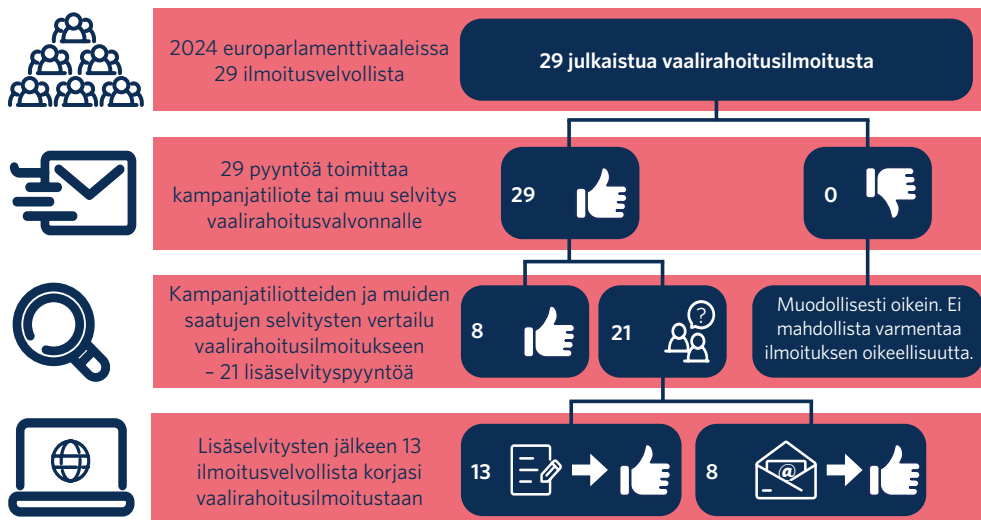 2024 europarlamenttivaaleissa
29 ilmoitusvelvollista
29 julkaistua vaalirahoitusilmoitusta
29 pyyntöä toimittaa
kampanjatiliote tai muu selvitys
vaalirahoitusvalvonnalle
29
0
Kampanjatiliotteiden ja muiden
saatujen selvitysten vertailu
vaalirahoitusilmoitukseen
– 21 lisäselvityspyyntöä
8
21
?
Muodollisesti oikein. Ei
mahdollista varmentaa
ilmoituksen oikeellisuutta.
Lisäselvitysten jälkeen 13
ilmoitusvelvollista korjasi
vaalirahoitusilmoitustaan
13
8
@